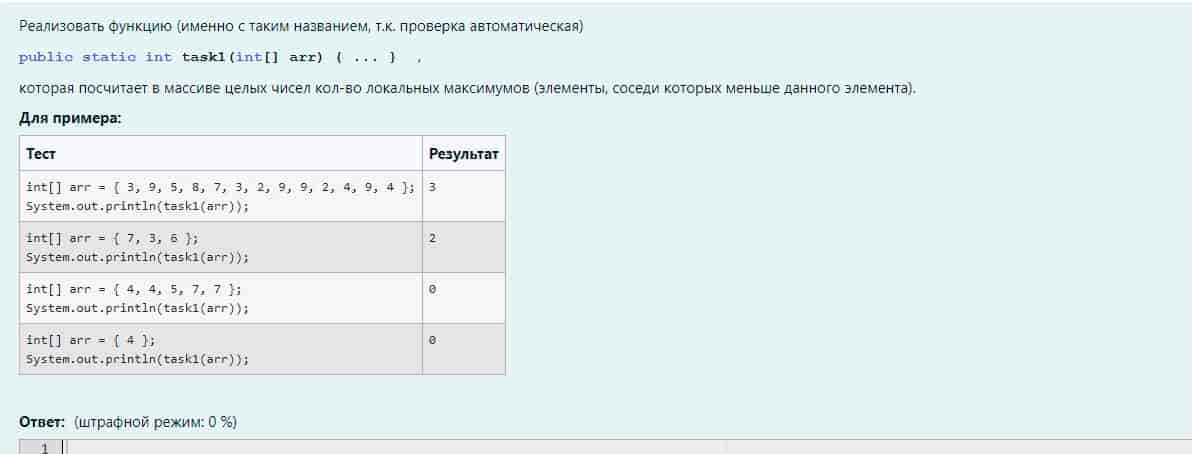 Реализовать функцию (именно с таким названием, т.к. проверка автоматическая)
public static int task1(int[] arr) { ... } ,
которая посчитает в массиве целых чисел кол-во локальных максимумов (элементы, соседи которых меньше данного элемента).
Для примера:
Тест Результат
int[] arr = { 3, 9, 5, 8, 7, 3, 2, 9, 9, 2, 4, 9, 4 }; 3
System.out.println(task1(arr));
int[] arr = { 7, 3, 6 }; 2
System.out.println(task1(arr));
int[] arr = { 4, 4, 5, 7, 7 }; 0
System.out.println(task1(arr));
int[] arr = { 4 }; 0
System.out.println(task1(arr));
Ответ: (штрафной режим: 0 %)
1